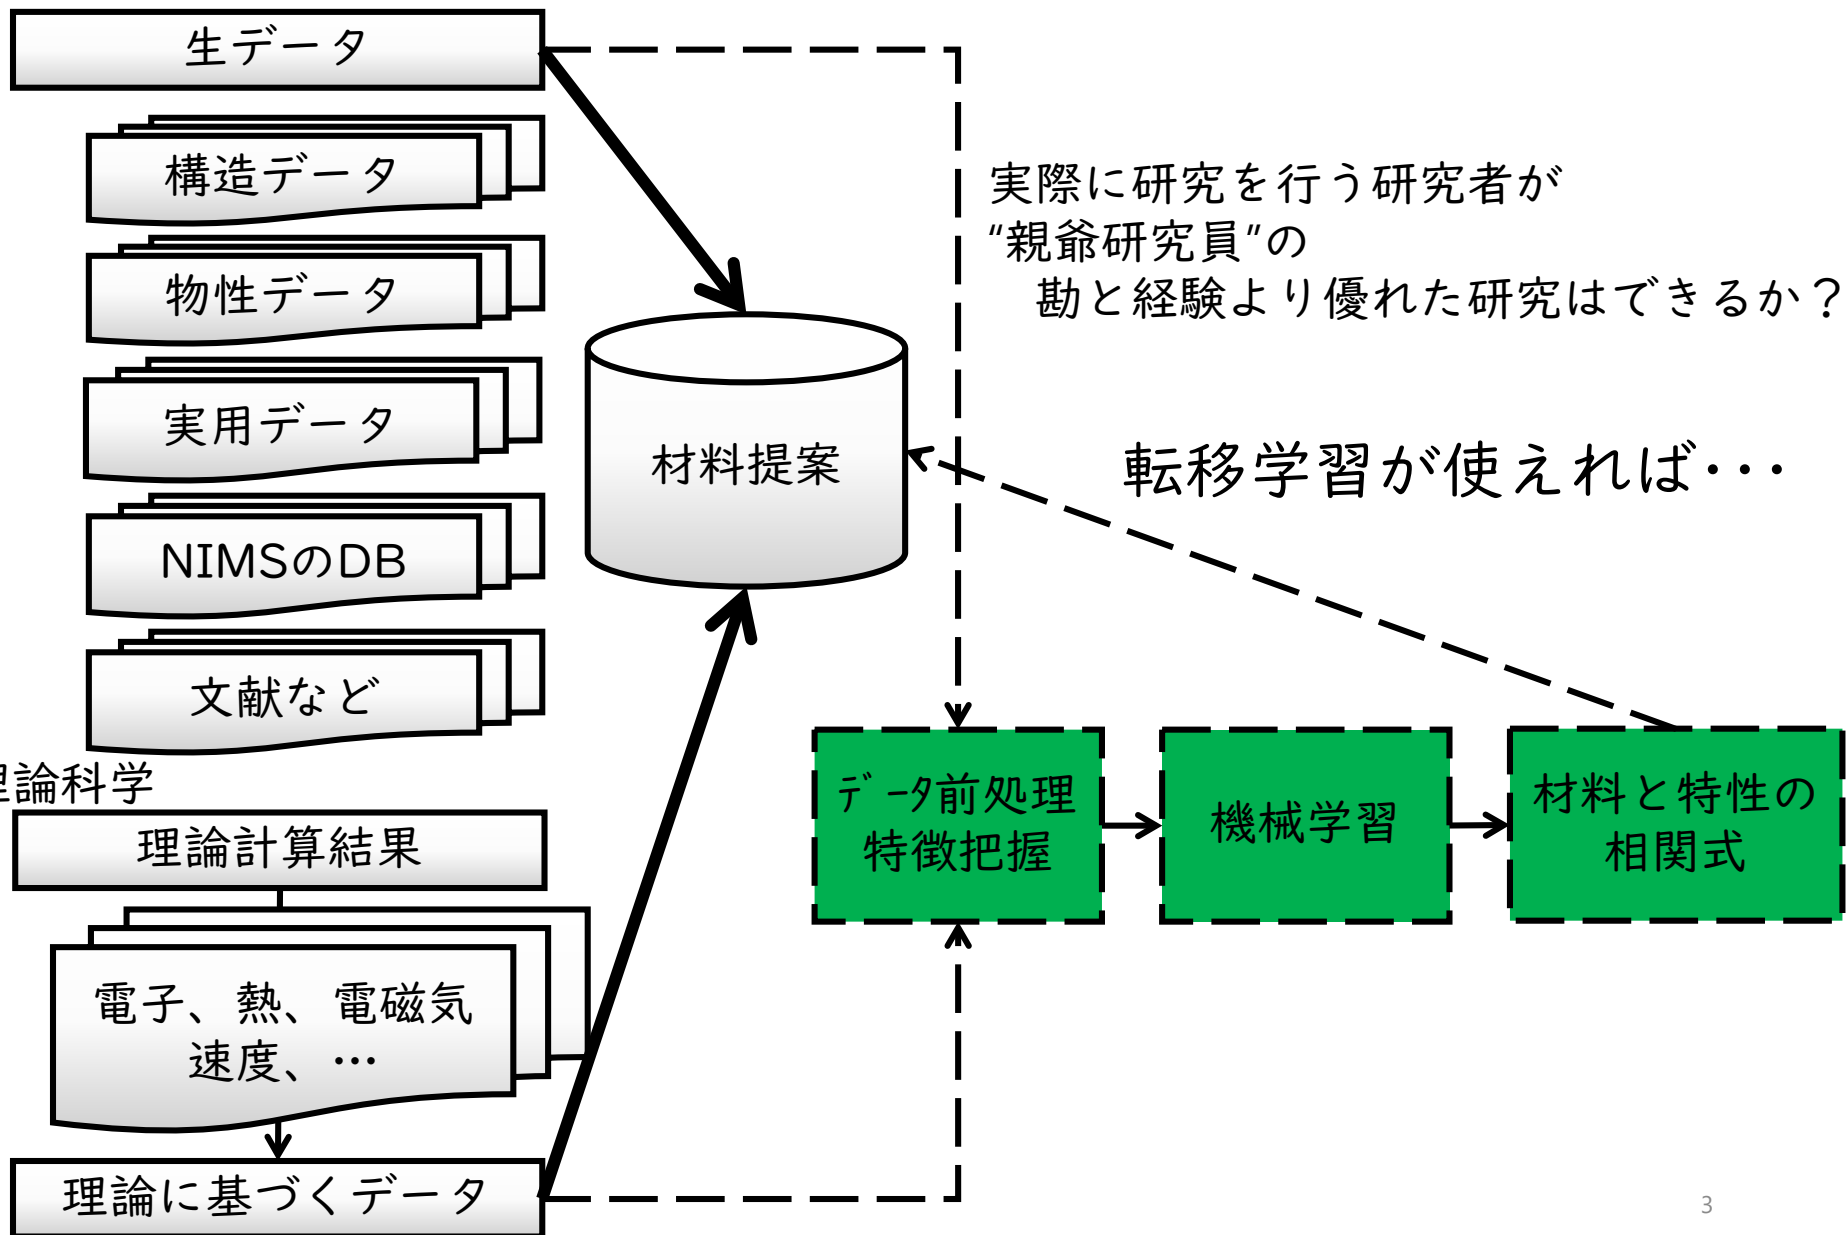 生データ
構造データ
物性データ
実用データ
NIMSのDB
文献など
理論科学
理論計算結果
電子、熱、電磁気
速度、…
理論に基づくデータ
材料提案
実際に研究を行う研究者が
“親爺研究員”の
勘と経験より優れた研究はできるか？
転移学習が使えれば・・・
ﾃﾞｰﾀ前処理
特徴把握
機械学習
材料と特性の
相関式
3